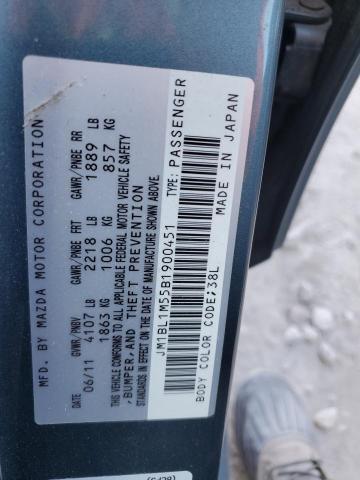 MFD. BY MAZDA MOTOR CORPORATION
DATE GVWR/PNBV GAWR/PNBE FRT GAWR/PNBE RR
06/11 4107 LB 2218 LB 1889 LB
1863 KG 1006 KG 857 KG
THIS VEHICLE CONFORMS TO ALL APPLICABLE FEDERAL MOTOR VEHICLE SAFETY
, BUMPER, AND THEFT PREVENTION
STANDARDS IN EFFECT ON THE DATE OF MANUFACTURE SHOWN ABOVE.
JM1BL1M55B1900451 TYPE: PASSENGER
BODY COLOR CODE; 38L MADE IN JAPAN